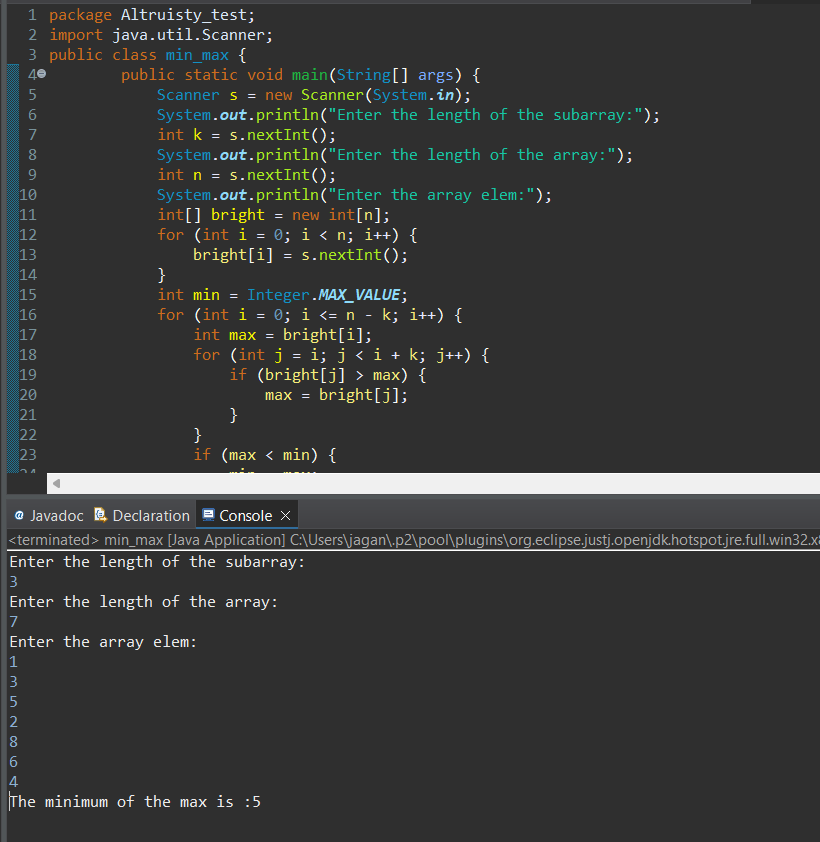 1 package Altruisty_test;
2 import java.util.Scanner;
3 public class min_max {
4 public static void main(String[] args) {
5 Scanner s = new Scanner(System.in);
6 System.out.println("Enter the length of the subarray:");
7 int k = s.nextInt();
8 System.out.println("Enter the length of the array:");
9 int n = s.nextInt();
10 System.out.println("Enter the array elem:");
11 int[] bright = new int[n];
12 for (int i = 0; i < n; i++) {
13 bright[i] = s.nextInt();
14 }
15 int min = Integer.MAX_VALUE;
16 for (int i = 0; i <= n - k; i++) {
17 int max = bright[i];
18 for (int j = i; j < i + k; j++) {
19 if (bright[j] > max) {
20 max = bright[j];
21 }
22 }
23 if (max < min) {
@ Javadoc Declaration Console
<terminated> min_max [Java Application] C:\Users\jagan\.p2\pool\plugins\org.eclipse.justj.openjdk.hotspot.jre.full.win32.x8
Enter the length of the subarray:
3
Enter the length of the array:
7
Enter the array elem:
1
3
5
2
8
6
4
The minimum of the max is :5